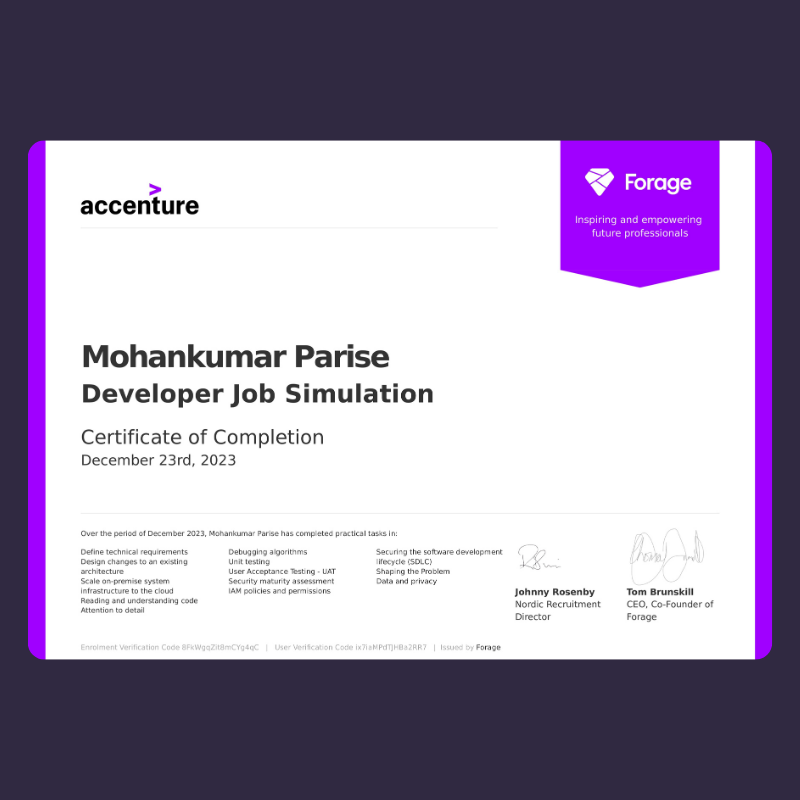 accenture
Forage
Inspiring and empowering
future professionals
Mohankumar Parise
Developer Job Simulation
Certificate of Completion
December 23rd, 2023
Over the period of December 2023, Mohankumar Parise has completed practical tasks in:
Define technical requirements
Design changes to an existing
architecture
Scale on-premise system
infrastructure to the cloud
Reading and understanding code
Attention to detail
Debugging algorithms
Unit testing
User Acceptance Testing - UAT
Security maturity assessment
IAM policies and permissions
Securing the software development
lifecycle (SDLC)
Shaping the Problem
Data and privacy
Johnny Rosenby
Nordic Recruitment
Director
Tom Brunskill
CEO, Co-Founder of
Forage
Enrolment Verification Code | User Verification Code | Issued by Forage